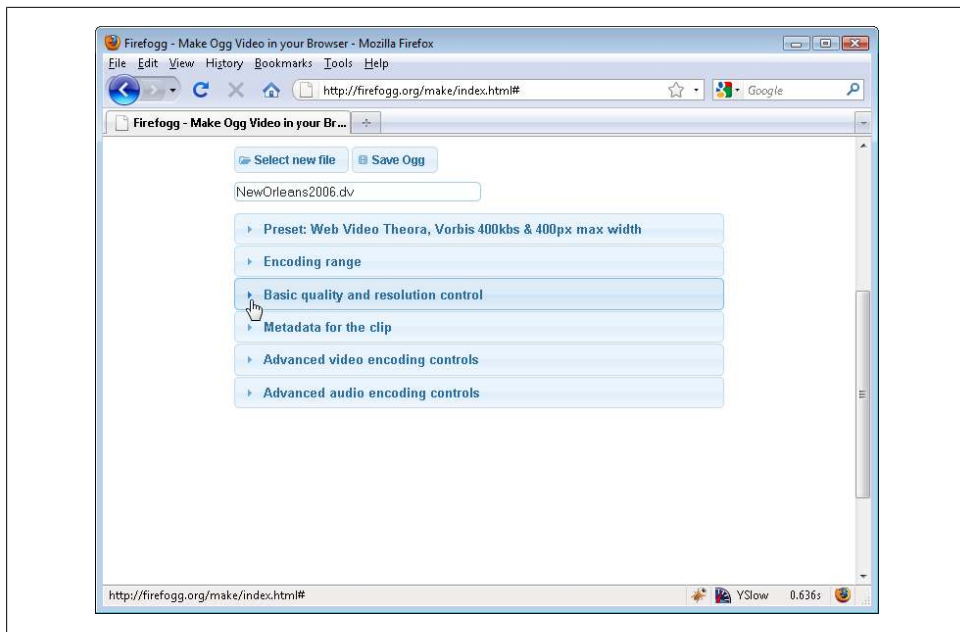 Firefogg - Make Ogg Video in your Browser - Mozilla Firefox
File Edit View History Bookmarks Tools Help
http://firefogg.org/make/index.html# Google
Firefogg - Make Ogg Video in your Br...
Select new file Save Ogg
NewOrleans2006.dv
Preset: Web Video Theora, Vorbis 400kbs & 400px max width
Encoding range
Basic quality and resolution control
Metadata for the clip
Advanced video encoding controls
Advanced audio encoding controls
http://firefogg.org/make/index.html# YSlow 0.636s